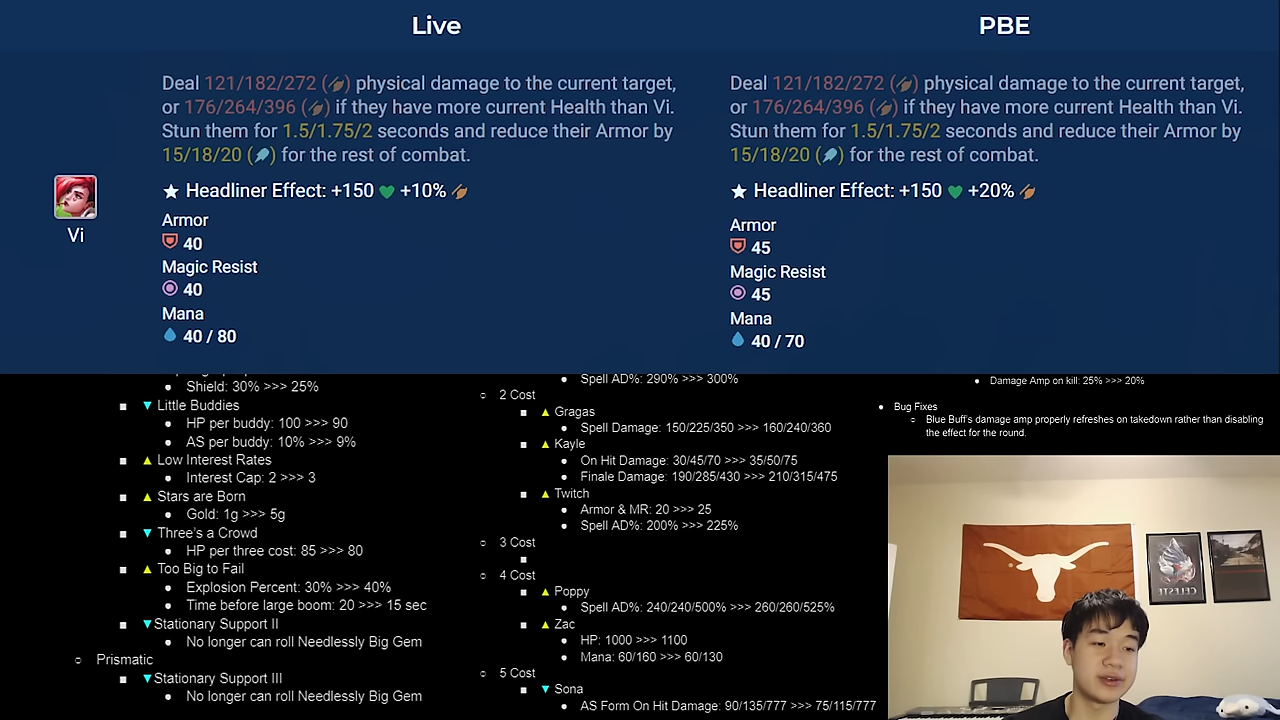 Live
PBE
Deal 121/182/272 () physical damage to the current target,
or 176/264/396 () if they have more current Health than Vi.
Stun them for 1.5/1.75/2 seconds and reduce their Armor by
15/18/20 () for the rest of combat.
★ Headliner Effect: +150 +10%
Armor
40
Magic Resist
40
Mana
40 / 80
Vi
Deal 121/182/272 () physical damage to the current target,
or 176/264/396 () if they have more current Health than Vi.
Stun them for 1.5/1.75/2 seconds and reduce their Armor by
15/18/20 () for the rest of combat.
★ Headliner Effect: +150 +20%
Armor
45
Magic Resist
45
Mana
40 / 70
Shield: 30% >>> 25%
▼ Little Buddies
HP per buddy: 100 >>> 90
AS per buddy: 10% >>> 9%
▲ Low Interest Rates
Interest Cap: 2 >>> 3
▲ Stars are Born
Gold: 1g >>> 5g
▼ Three's a Crowd
HP per three cost: 85 >>> 80
▲ Too Big to Fail
Explosion Percent: 30% >>> 40%
Time before large boom: 20 >>> 15 sec
▼Stationary Support II
No longer can roll Needlessly Big Gem
Prismatic
▼Stationary Support III
No longer can roll Needlessly Big Gem
Spell AD%: 290% >>> 300%
2 Cost
▲ Gragas
Spell Damage: 150/225/350 >>> 160/240/360
▲ Kayle
On Hit Damage: 30/45/70 >>> 35/50/75
Finale Damage: 190/285/430 >>> 210/315/475
▲ Twitch
Armor & MR: 20 >>> 25
Spell AD%: 200% >>> 225%
3 Cost
4 Cost
▲ Poppy
Spell AD%: 240/240/500% >>> 260/260/525%
▲ Zac
HP: 1000 >>> 1100
Mana: 60/160 >>> 60/130
5 Cost
▼ Sona
AS Form On Hit Damage: 90/135/777 >>> 75/115/777
Damage Amp on kill: 25% >>> 20%
Bug Fixes
Blue Buff's damage amp properly refreshes on takedown rather than disabling
the effect for the round.
CELESTE